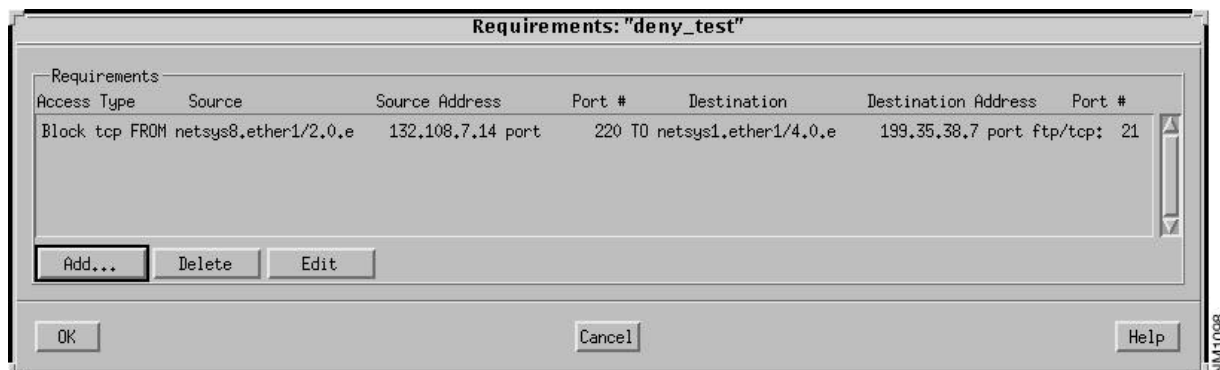 Requirements: "deny_test"
Requirements
Access Type Source Source Address Port # Destination Destination Address Port #
Block tcp FROM netsys8.ether1/2.0.e 132.108.7.14 port 220 TO netsys1.ether1/4.0.e 199.35.38.7 port ftp/tcp: 21
Add... Delete Edit
OK Cancel Help
NM1098